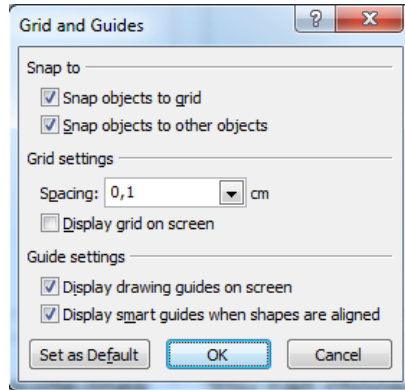 Grid and Guides
Snap to
Snap objects to grid
Snap objects to other objects
Grid settings
Spacing: 0,1 cm
Display grid on screen
Guide settings
Display drawing guides on screen
Display smart guides when shapes are aligned
Set as Default OK Cancel